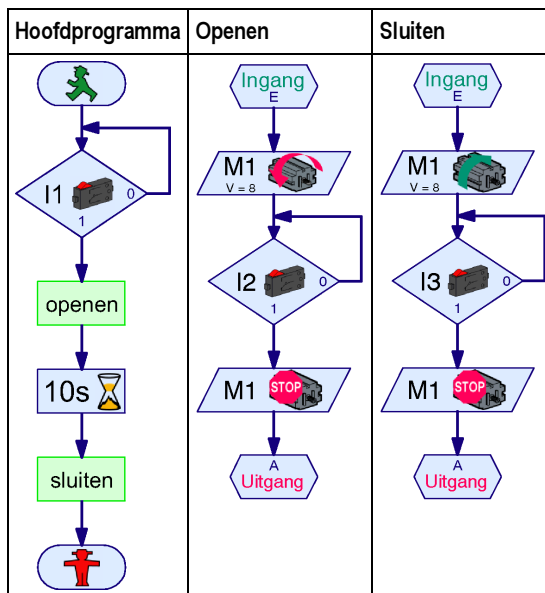 Hoofdprogramma
I1
0
1
openen
10s
sluiten
Openen
Ingang
E
M1
V = 8
I2
0
1
M1 STOP
A
Uitgang
Sluiten
Ingang
E
M1
V = 8
I3
0
1
M1 STOP
A
Uitgang